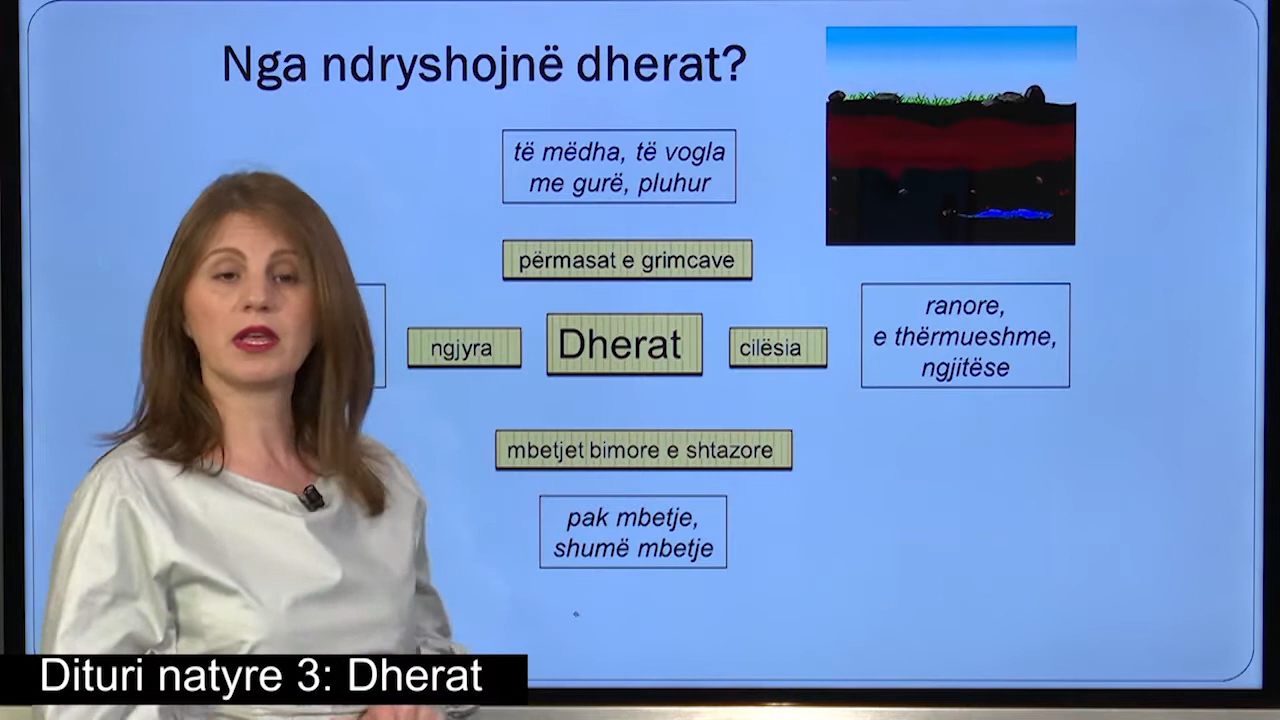 Nga ndryshojnë dherat?
të mëdha, të vogla
me gurë, pluhur
përmasat e grimcave
ngjyra
Dherat
cilësia
ranore,
e thërmueshme,
ngjitëse
mbetjet bimore e shtazore
pak mbetje,
shumë mbetje
Dituri natyre 3: Dherat